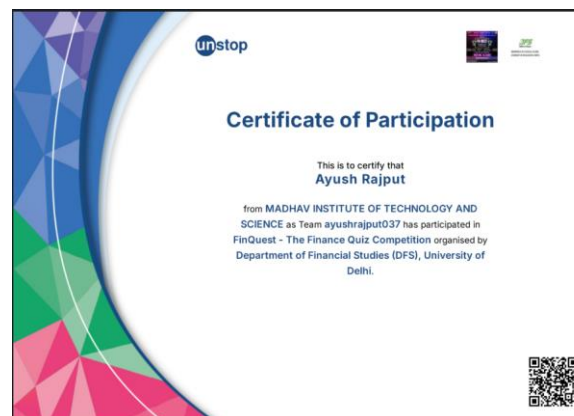 unstop
Certificate of Participation
This is to certify that
Ayush Rajput
from MADHAV INSTITUTE OF TECHNOLOGY AND
SCIENCE as Team ayushrajput037 has participated in
FinQuest - The Finance Quiz Competition organised by
Department of Financial Studies (DFS), University of
Delhi.